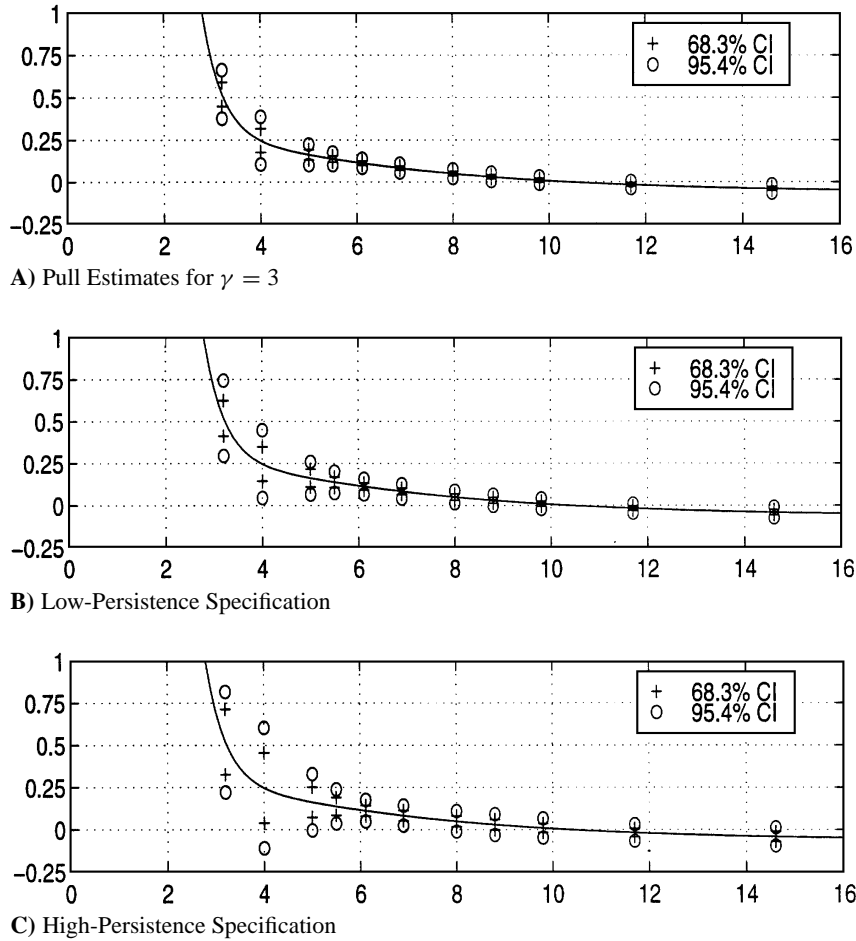 1
0.75
0.5
0.25
0
−0.25
0 2 4 6 8 10 12 14 16
+ 68.3% CI
o 95.4% CI
A) Pull Estimates for γ = 3
1
0.75
0.5
0.25
0
−0.25
0 2 4 6 8 10 12 14 16
+ 68.3% CI
o 95.4% CI
B) Low-Persistence Specification
1
0.75
0.5
0.25
0
−0.25
0 2 4 6 8 10 12 14 16
+ 68.3% CI
o 95.4% CI
C) High-Persistence Specification